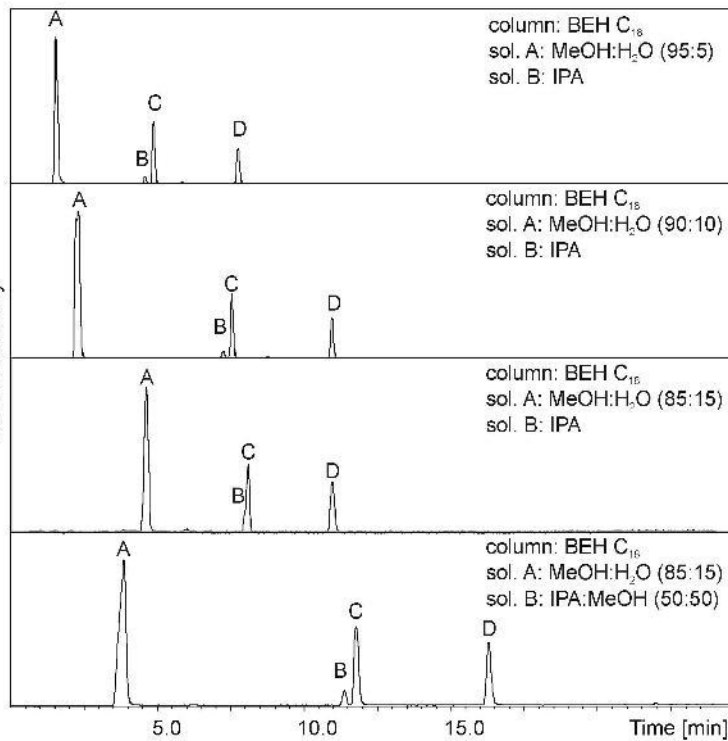 A
B
C
D
column: BEH C₁₈
sol. A: MeOH:H₂O (95:5)
sol. B: IPA
A
B
C
D
column: BEH C₁₈
sol. A: MeOH:H₂O (90:10)
sol. B: IPA
A
B
C
D
column: BEH C₁₈
sol. A: MeOH:H₂O (85:15)
sol. B: IPA
A
B
C
D
column: BEH C₁₈
sol. A: MeOH:H₂O (85:15)
sol. B: IPA:MeOH (50:50)
5.0 10.0 15.0 Time [min]